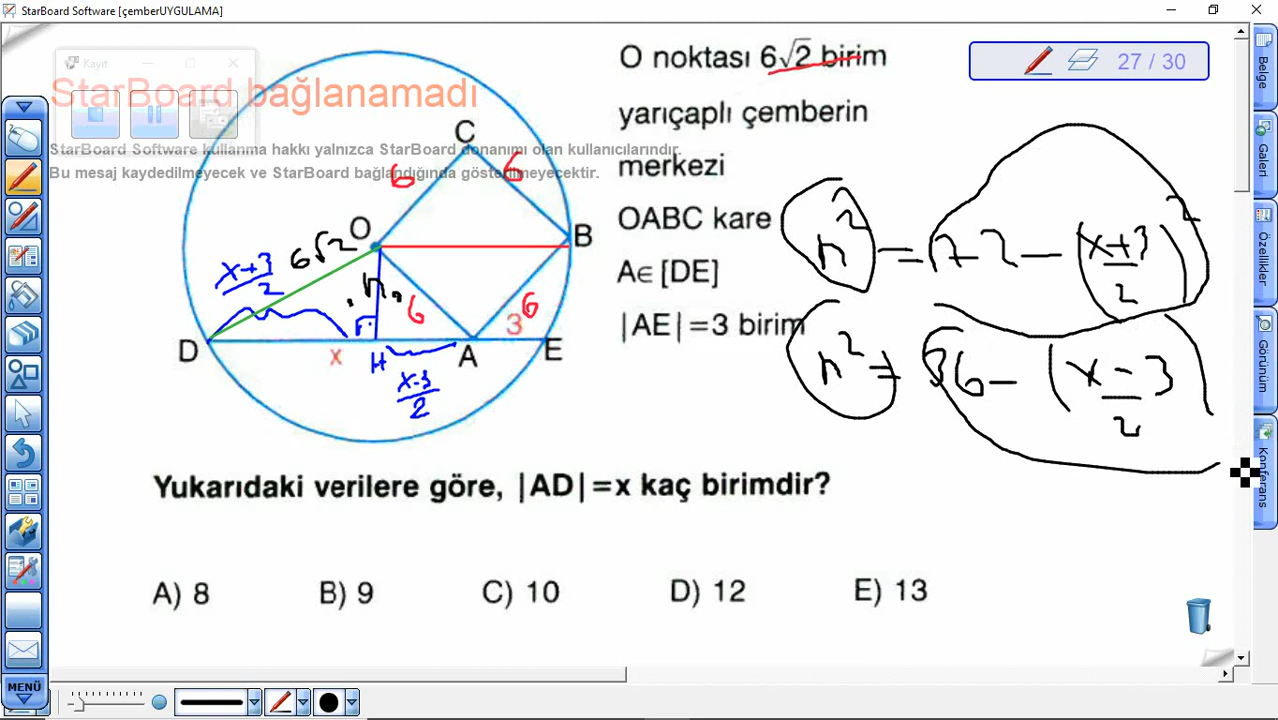 StarBoard Software [çemberUYGULAMA]
Kayıt
StarBoard bağlanamadı
StarBoard Software kullanma hakkı yalnızca StarBoard donanımı olan kullanıcılarındır.
Bu mesaj kaydedilmeyecek ve StarBoard bağlandığında gösterilmeyecektir.
27 / 30
O noktası 6√2 birim
yarıçaplı çemberin
merkezi
OABC kare
A∈ [DE]
|AE|=3 birim
C
6
6
O
B
6√2
x+3
2
h
6
6
3
D
x
H
A
E
x-3
2
h² = 72 - (x+3/2)²
h² = 36 - (x-3/2
Yukarıdaki verilere göre, |AD|=x kaç birimdir?
A) 8 B) 9 C) 10 D) 12 E) 13
Belge
Galeri
Özellikler
Görünüm
Konferans
MENÜ